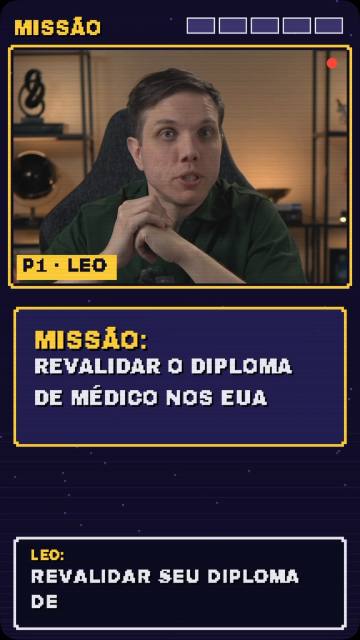 MISSÃO
P1 · LEO
MISSÃO:
REVALIDAR O DIPLOMA
DE MÉDICO NOS EUA
LEO:
REVALIDAR SEU DIPLOMA
DE